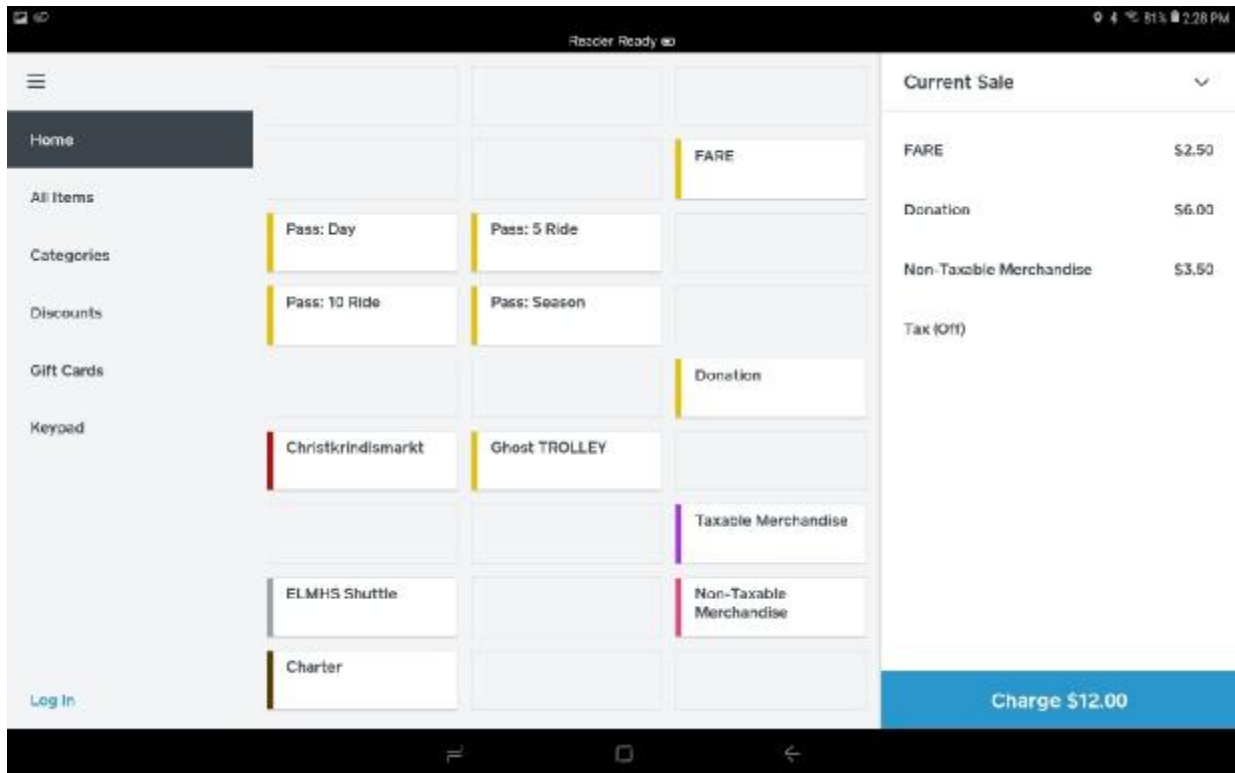 81% 2:28 PM
Reader Ready
Home
All Items
Categories
Discounts
Gift Cards
Keypad
Log In
FARE
Pass: Day
Pass: 5 Ride
Pass: 10 Ride
Pass: Season
Donation
Christkrindismarkt
Ghost TROLLEY
Taxable Merchandise
ELMHS Shuttle
Non-Taxable
Merchandise
Charter
Current Sale
FARE $2.50
Donation $6.00
Non-Taxable Merchandise $3.50
Tax (Off)
Charge $12.00